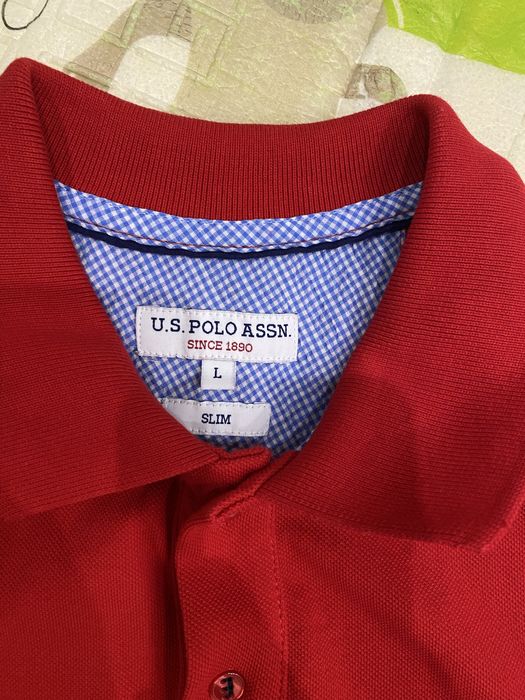 U.S. POLO ASSN.
SINCE 1890
L
SLIM